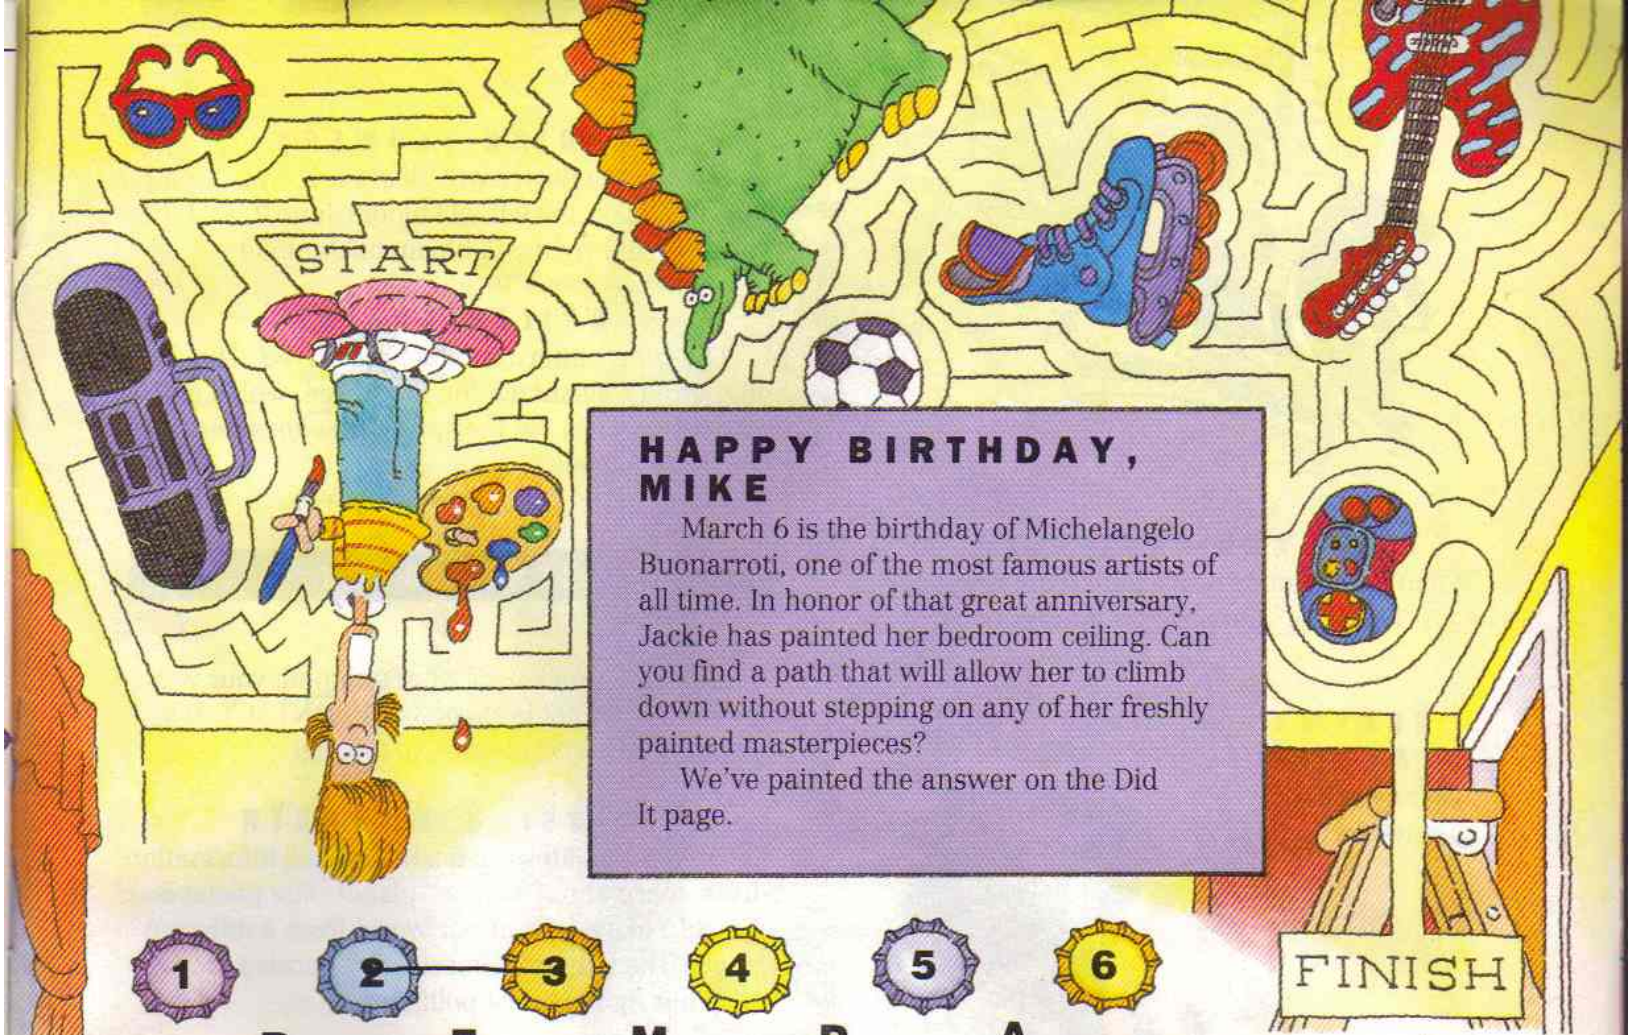 START
HAPPY BIRTHDAY,
MIKE
March 6 is the birthday of Michelangelo
Buonarroti, one of the most famous artists of
all time. In honor of that great anniversary,
Jackie has painted her bedroom ceiling. Can
you find a path that will allow her to climb
down without stepping on any of her freshly
painted masterpieces?
We've painted the answer on the Did
It page.
1 2 3 4 5 6
FINISH